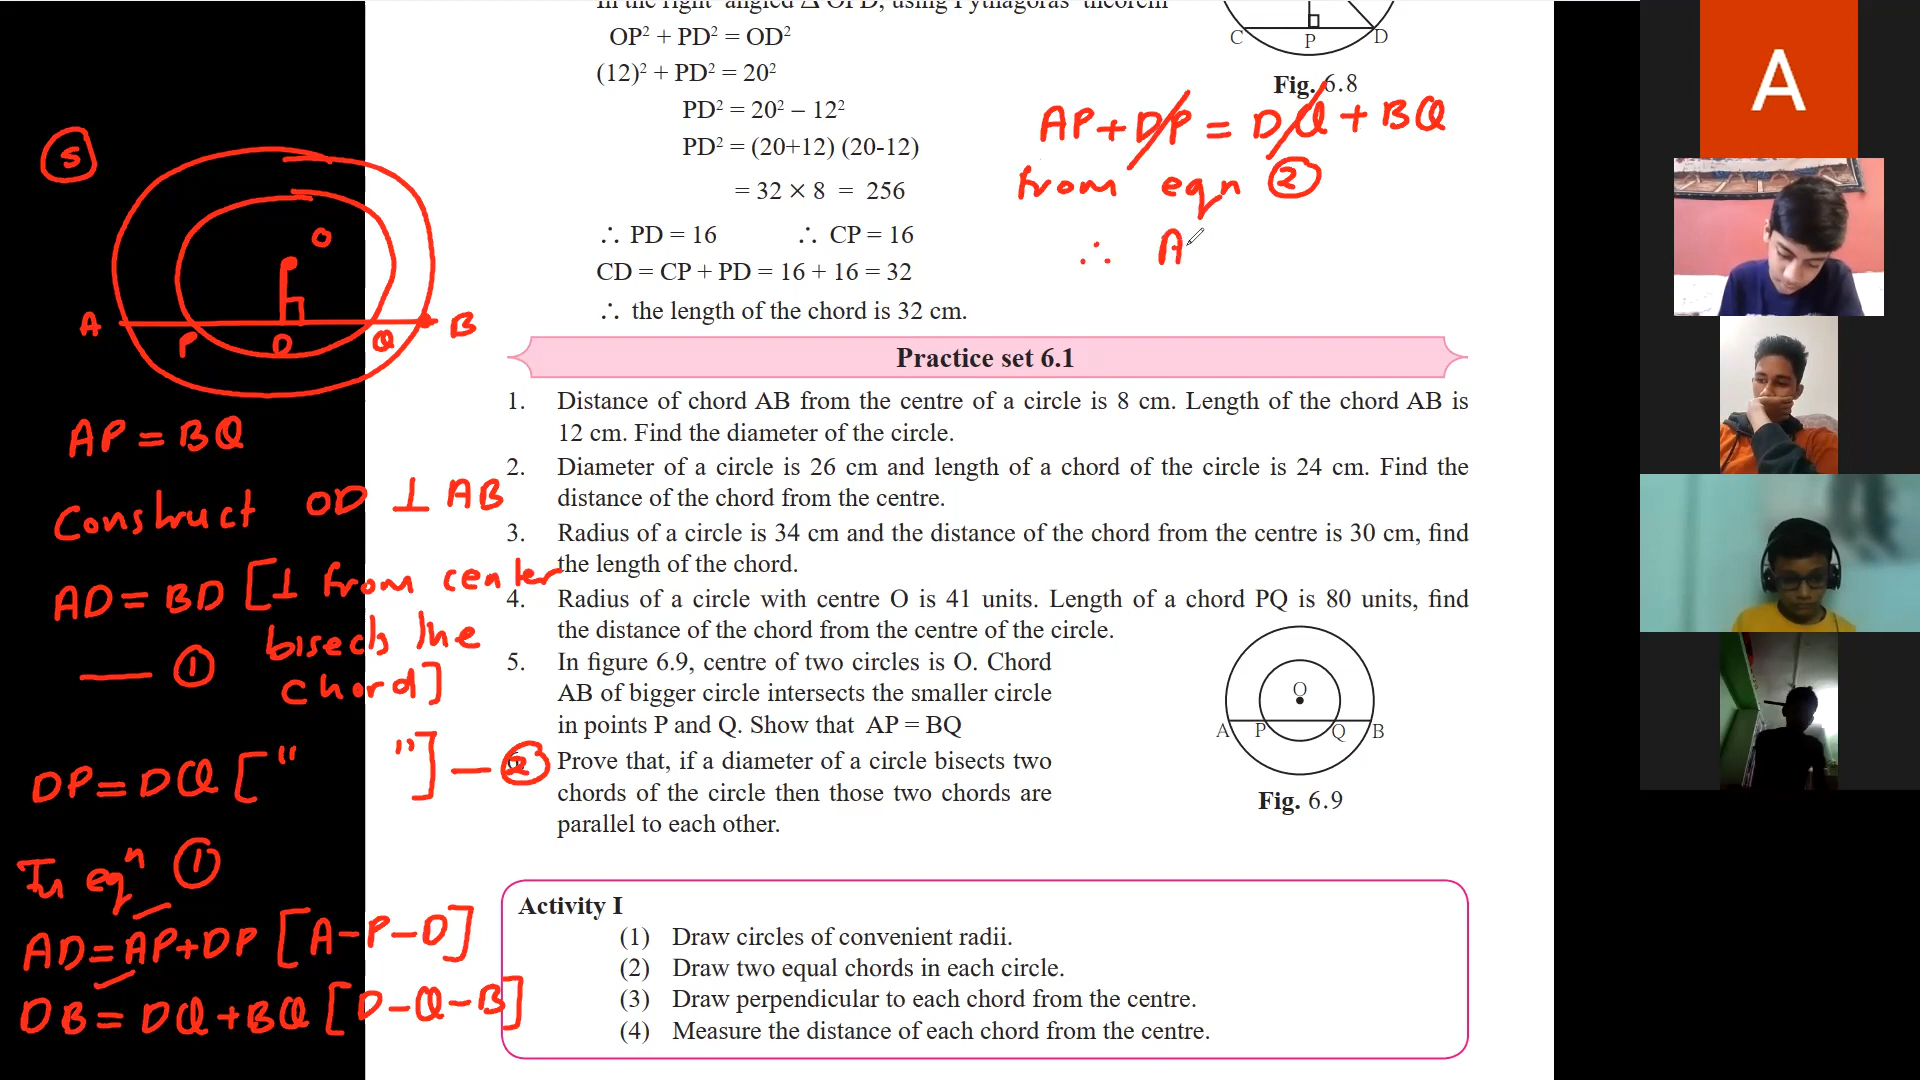 In the right angled Δ OPD, using Pythagoras theorem
OP² + PD² = OD²
(12)² + PD² = 20²
PD² = 20² – 12²
PD² = (20+12) (20-12)
= 32 × 8 = 256
∴ PD = 16 ∴ CP = 16
CD = CP + PD = 16 + 16 = 32
∴ the length of the chord is 32 cm.
C P D
Fig. 6.8
AP + DP = DQ + BQ
from eqn ②
∴ A
A
⑤
O
A P D Q B
AP = BQ
Construct OD ⊥ AB
AD = BD [⊥ from center
bisects the
— ①
chord]
DP = DQ [" "] — ②
In eqⁿ ①
AD = AP + DP [A-P-D]
DB = DQ + BQ [D-Q-B]
Practice set 6.1
1. Distance of chord AB from the centre of a circle is 8 cm. Length of the chord AB is
12 cm. Find the diameter of the circle.
2. Diameter of a circle is 26 cm and length of a chord of the circle is 24 cm. Find the
distance of the chord from the centre.
3. Radius of a circle is 34 cm and the distance of the chord from the centre is 30 cm, find
the length of the chord.
4. Radius of a circle with centre O is 41 units. Length of a chord PQ is 80 units, find
the distance of the chord from the centre of the circle.
5. In figure 6.9, centre of two circles is O. Chord
AB of bigger circle intersects the smaller circle
in points P and Q. Show that AP = BQ
6. Prove that, if a diameter of a circle bisects two
chords of the circle then those two chords are
parallel to each other.
O
A P Q B
Fig. 6.9
Activity I
(1) Draw circles of convenient radii.
(2) Draw two equal chords in each circle.
(3) Draw perpendicular to each chord from the centre.
(4) Measure the distance of each chord from the centre.